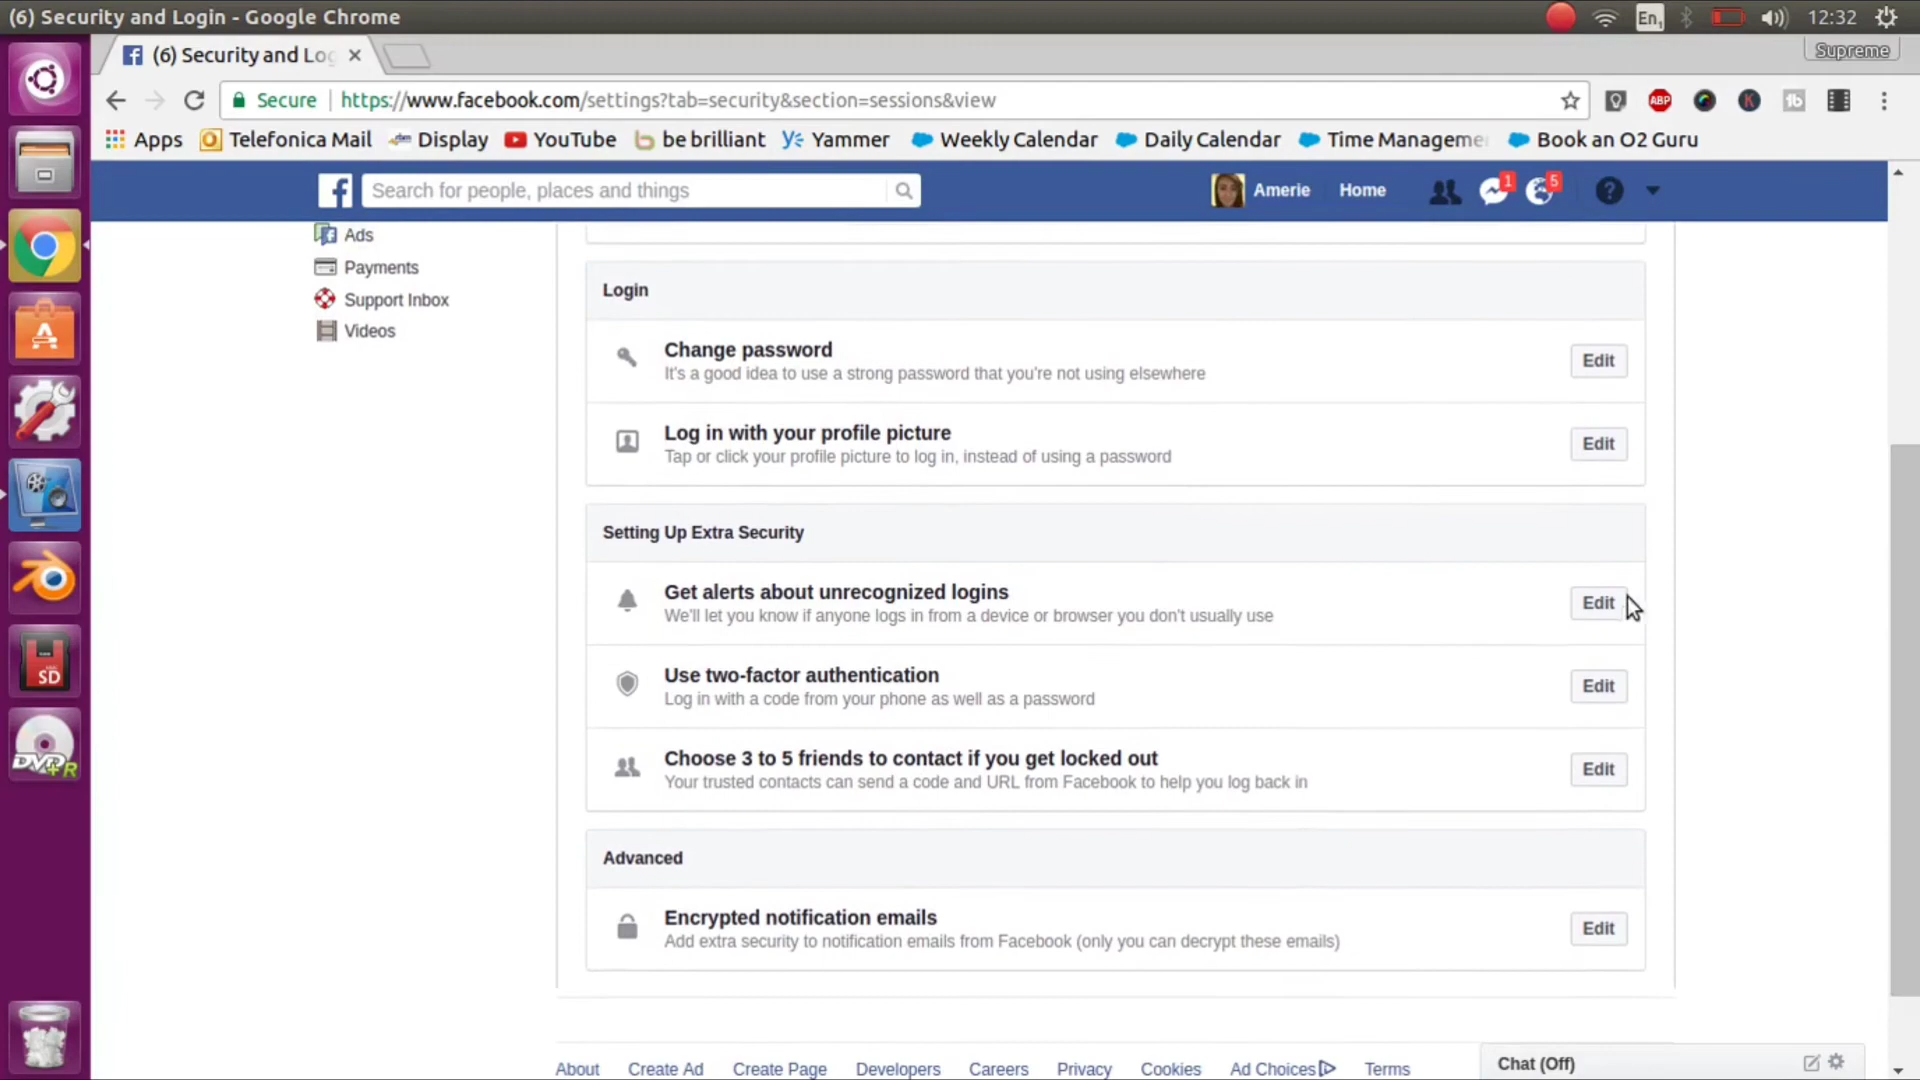 (6) Security and Login - Google Chrome
En1
12:32
(6) Security and Log
Supreme
Secure
https://www.facebook.com/settings?tab=security&section=sessions&view
ABP
K
Apps
Telefonica Mail
Display
YouTube
be brilliant
Yammer
Weekly Calendar
Daily Calendar
Time Manageme
Book an O2 Guru
Search for people, places and things
Amerie
Home
1
5
Ads
Payments
Support Inbox
Videos
Login
Change password
It's a good idea to use a strong password that you're not using elsewhere
Edit
Log in with your profile picture
Tap or click your profile picture to log in, instead of using a password
Edit
Setting Up Extra Security
Get alerts about unrecognized logins
We'll let you know if anyone logs in from a device or browser you don't usually use
Edit
Use two-factor authentication
Log in with a code from your phone as well as a password
Edit
Choose 3 to 5 friends to contact if you get locked out
Your trusted contacts can send a code and URL from Facebook to help you log back in
Edit
Advanced
Encrypted notification emails
Add extra security to notification emails from Facebook (only you can decrypt these emails)
Edit
SD
DVD+R
About
Create Ad
Create Page
Developers
Careers
Privacy
Cookies
Ad Choices
Terms
Chat (Off)